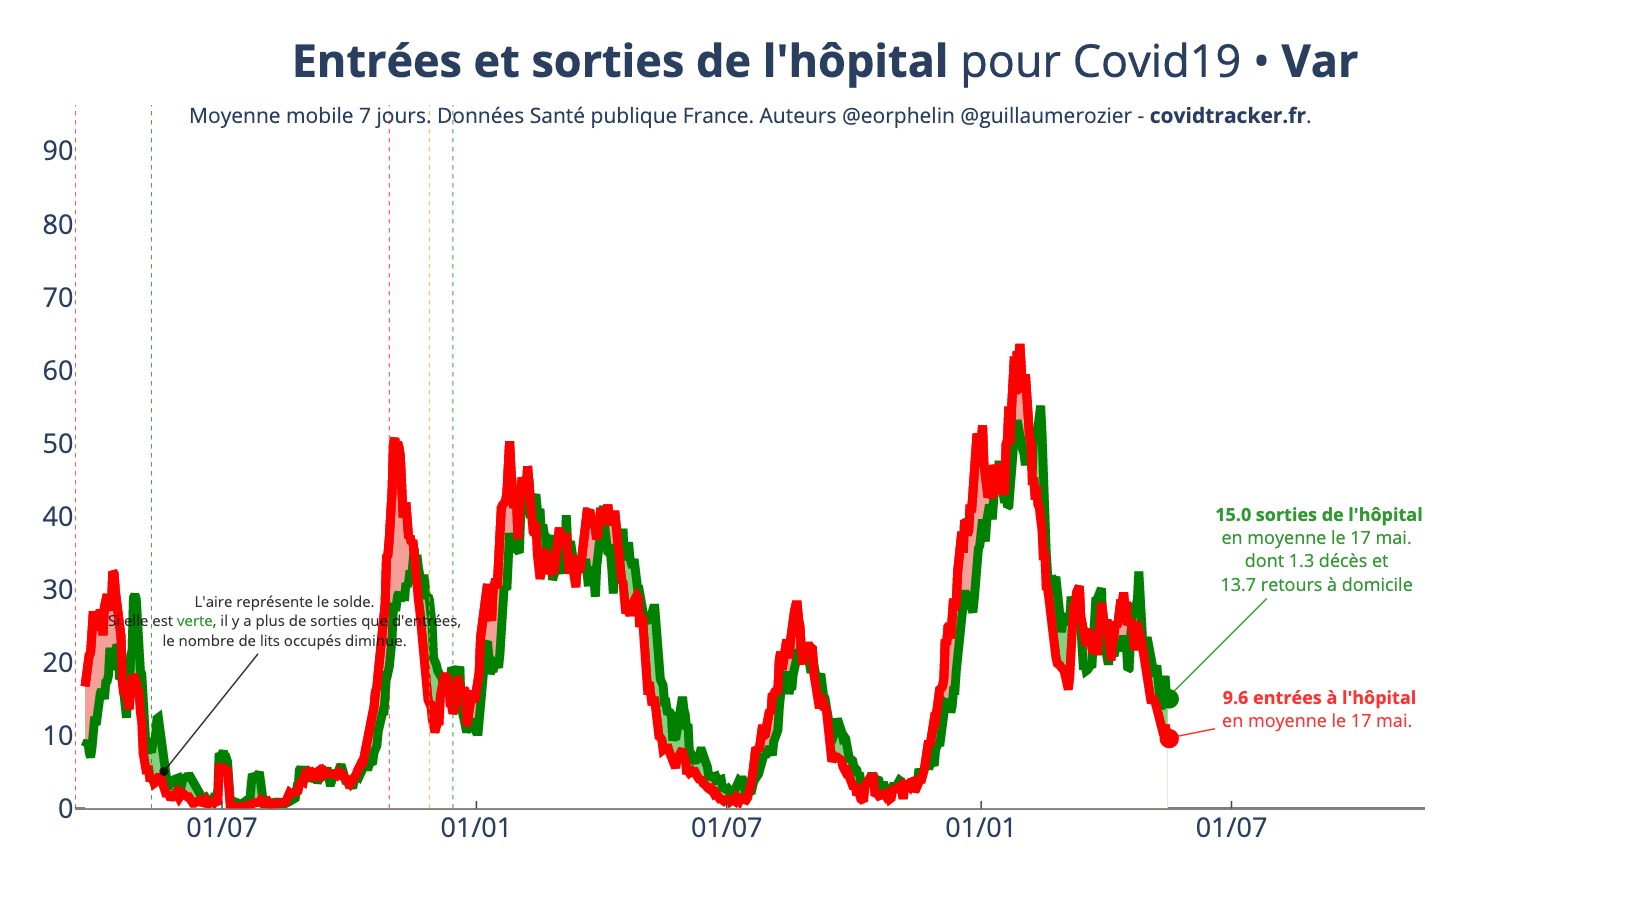 Entrées et sorties de l'hôpital pour Covid19 • Var
Moyenne mobile 7 jours. Données Santé publique France. Auteurs @eorphelin @guillaumerozier - covidtracker.fr.
90
80
70
60
50
40
30
20
10
0
L'aire représente le solde.
Si elle est verte, il y a plus de sorties que d'entrées,
le nombre de lits occupés diminue.
15.0 sorties de l'hôpital
en moyenne le 17 mai.
dont 1.3 décès et
13.7 retours à domicile
9.6 entrées à l'hôpital
en moyenne le 17 mai.
01/07
01/01
01/07
01/01
01/07